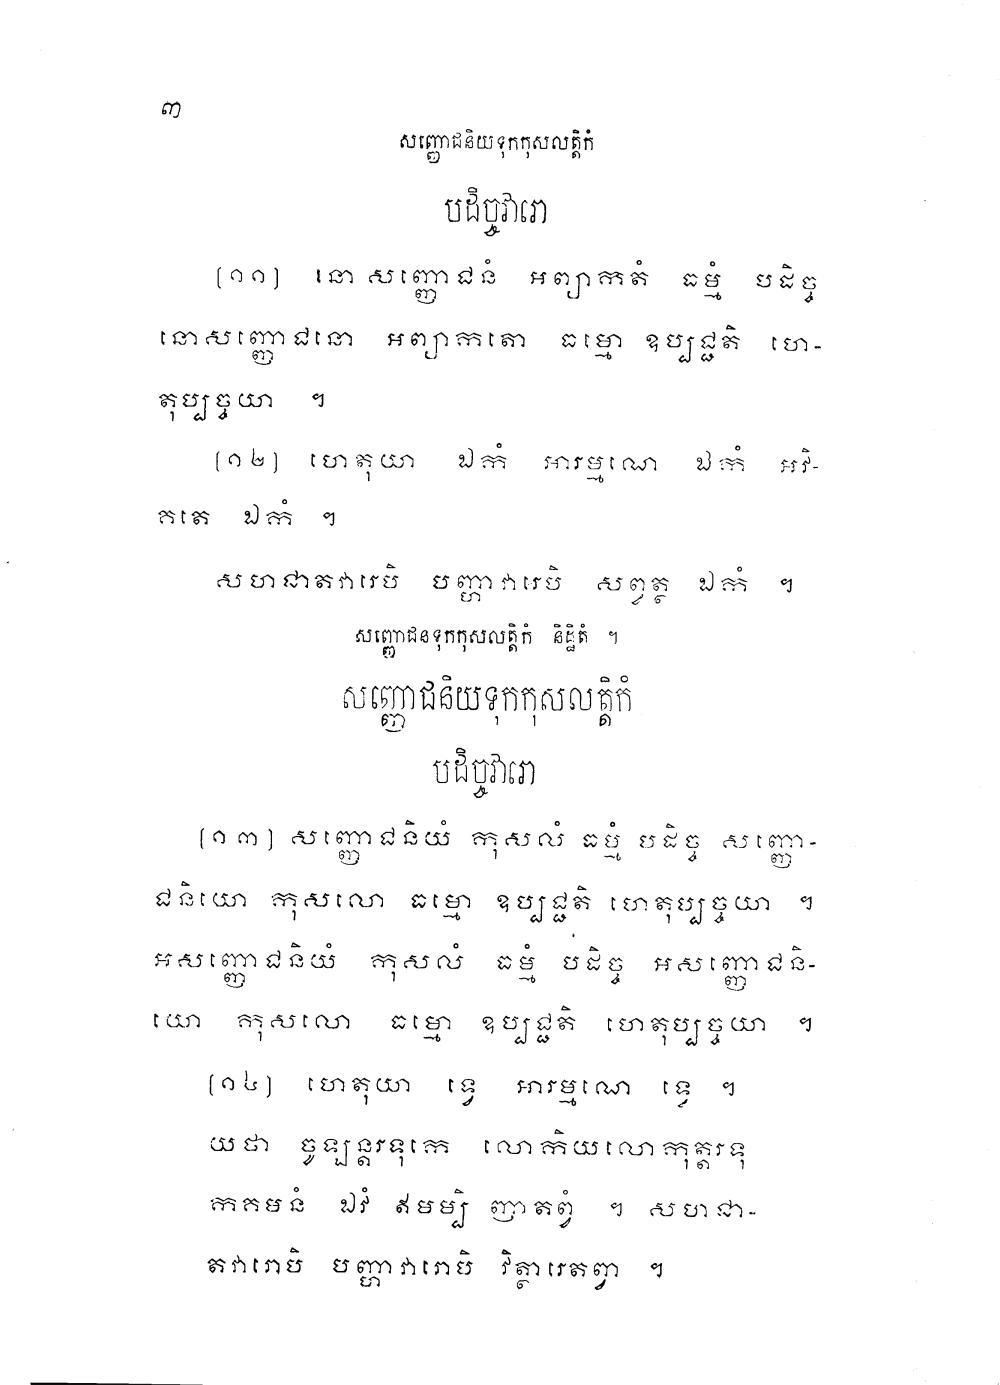 ៣
សញ្ញោជនិយទុកកុសលត្តិកំ
បដិច្ចវារោ
(១១) នោសញ្ញោជនំ អព្យាកតំ ធម្មំ បដិច្ច
នោសញ្ញោជនោ អព្យាកតោ ធម្មោ ឧប្បជ្ជតិ ហេ-
តុប្បច្ចយា ។
(១២) ហេតុយា ឯកំ អារម្មណេ ឯកំ អវិ-
កតេ ឯកំ ។
សហជាតវារេបិ បញ្ហាវារេបិ សព្វត្ថ ឯកំ ។
សញ្ញោជនទុកកុសលត្តិកំ និដ្ឋិតំ ។
សញ្ញោជនិយទុកកុសលត្តិកំ
បដិច្ចវារោ
(១៣) សញ្ញោជនិយំ កុសលំ ធម្មំ បដិច្ច សញ្ញោ-
ជនិយោ កុសលោ ធម្មោ ឧប្បជ្ជតិ ហេតុប្បច្ចយា ។
អសញ្ញោជនិយំ កុសលំ ធម្មំ បដិច្ច អសញ្ញោជនិ-
យោ កុសលោ ធម្មោ ឧប្បជ្ជតិ ហេតុប្បច្ចយា ។
(១៤) ហេតុយា ទ្វេ អារម្មណេ ទ្វេ ។
យថា ចូឡន្តរទុកេ លោកិយលោកុត្តរទុ
កគមនំ ឯវំ ឥមម្បិ ញាតព្វំ ។ សហជា-
តវារោបិ បញ្ហាវារោបិ វិត្ថារេតព្វា ។